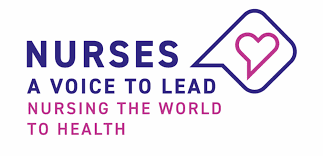 NURSES
A VOICE TO LEAD
NURSING THE WORLD
TO HEALTH